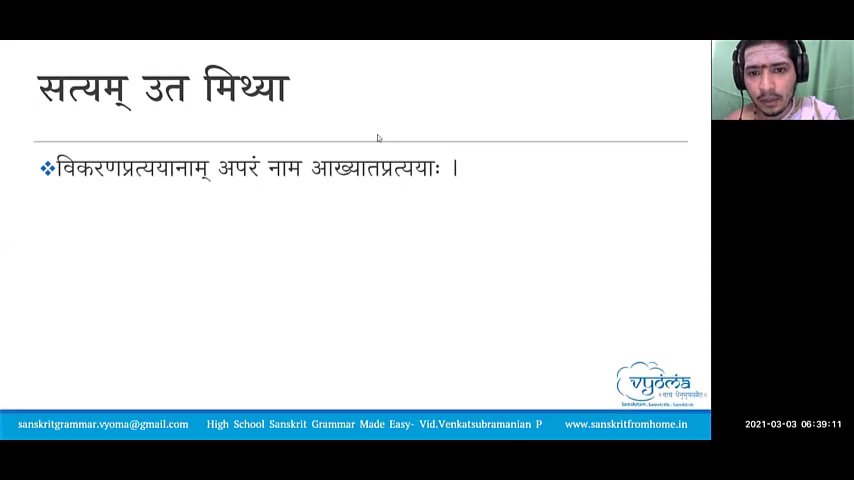 सत्यम् उत मिथ्या
❖विकरणप्रत्ययानाम् अपरं नाम आख्यातप्रत्ययाः ।
vyoma
sanskritgrammar.vyoma@gmail.com High School Sanskrit Grammar Made Easy- Vid.Venkatsubramanian P www.sanskritfromhome.in
2021-03-03 06:39:11